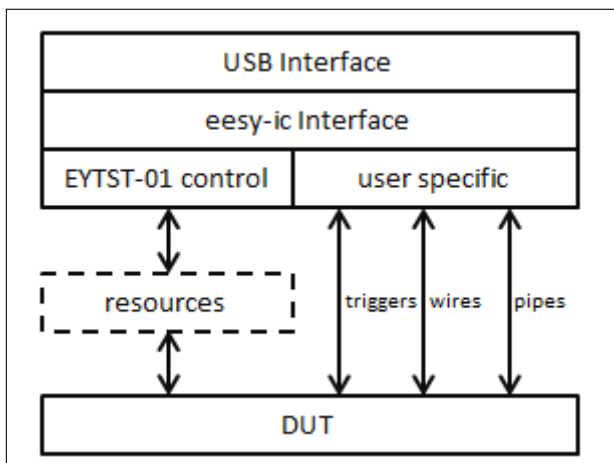 USB Interface
eesy-ic Interface
EYTST-01 control
user specific
resources
triggers
wires
pipes
DUT